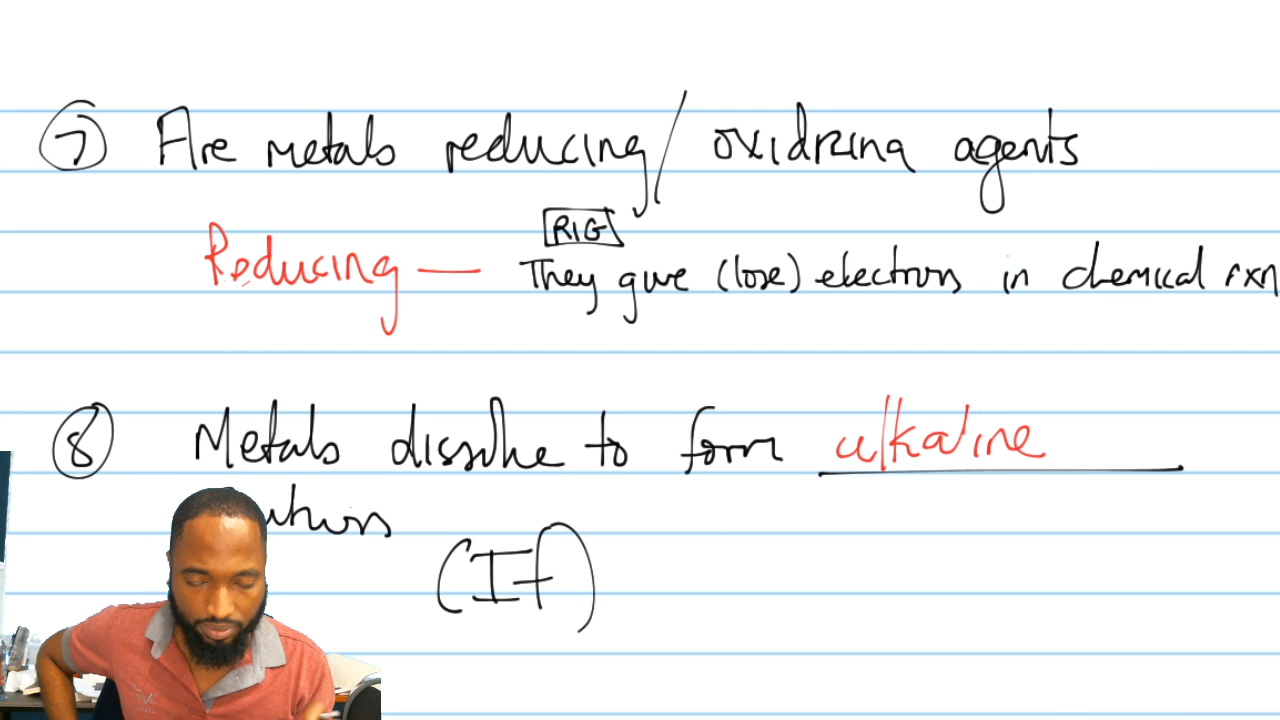 7 Are metals reducing/ oxidizing agents
RIG
Reducing — They give (lose) electrons in chemical rxn
8 Metals dissolve to form alkaline
(If)